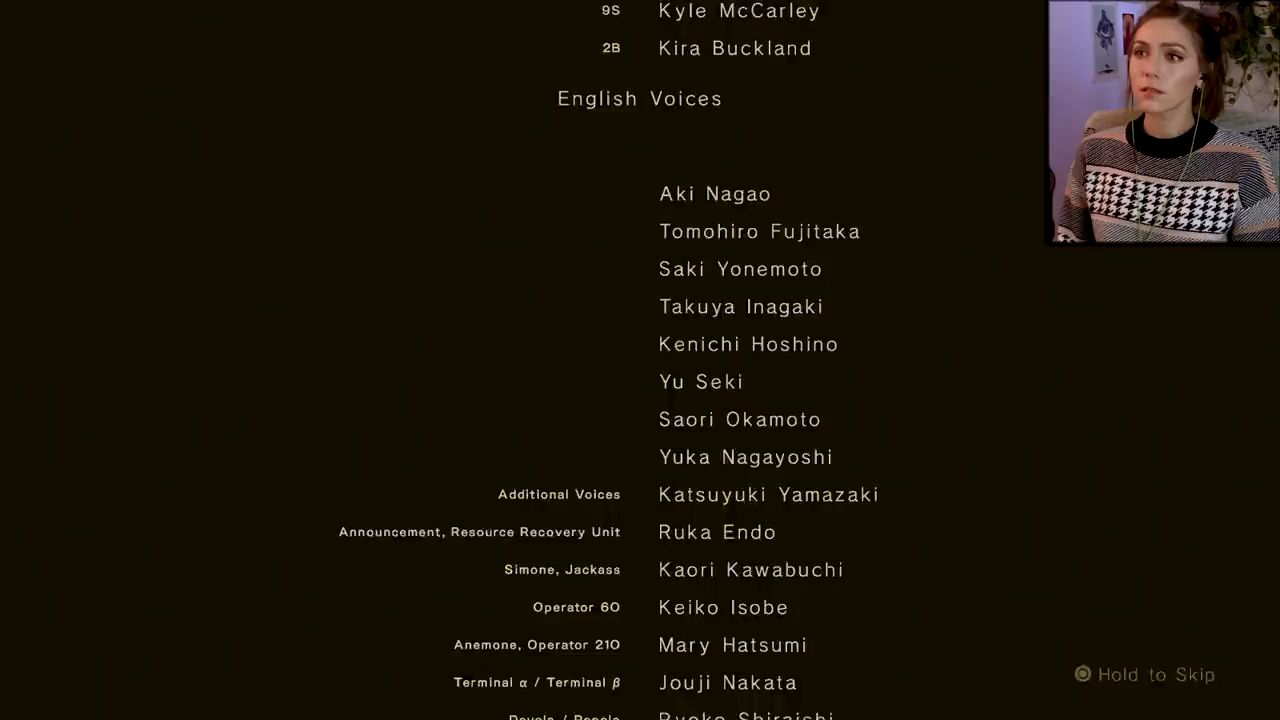 9S Kyle McCarley
2B Kira Buckland
English Voices
Aki Nagao
Tomohiro Fujitaka
Saki Yonemoto
Takuya Inagaki
Kenichi Hoshino
Yu Seki
Saori Okamoto
Yuka Nagayoshi
Additional Voices Katsuyuki Yamazaki
Announcement, Resource Recovery Unit Ruka Endo
Simone, Jackass Kaori Kawabuchi
Operator 6O Keiko Isobe
Anemone, Operator 21O Mary Hatsumi
Terminal α / Terminal β Jouji Nakata
Hold to Skip